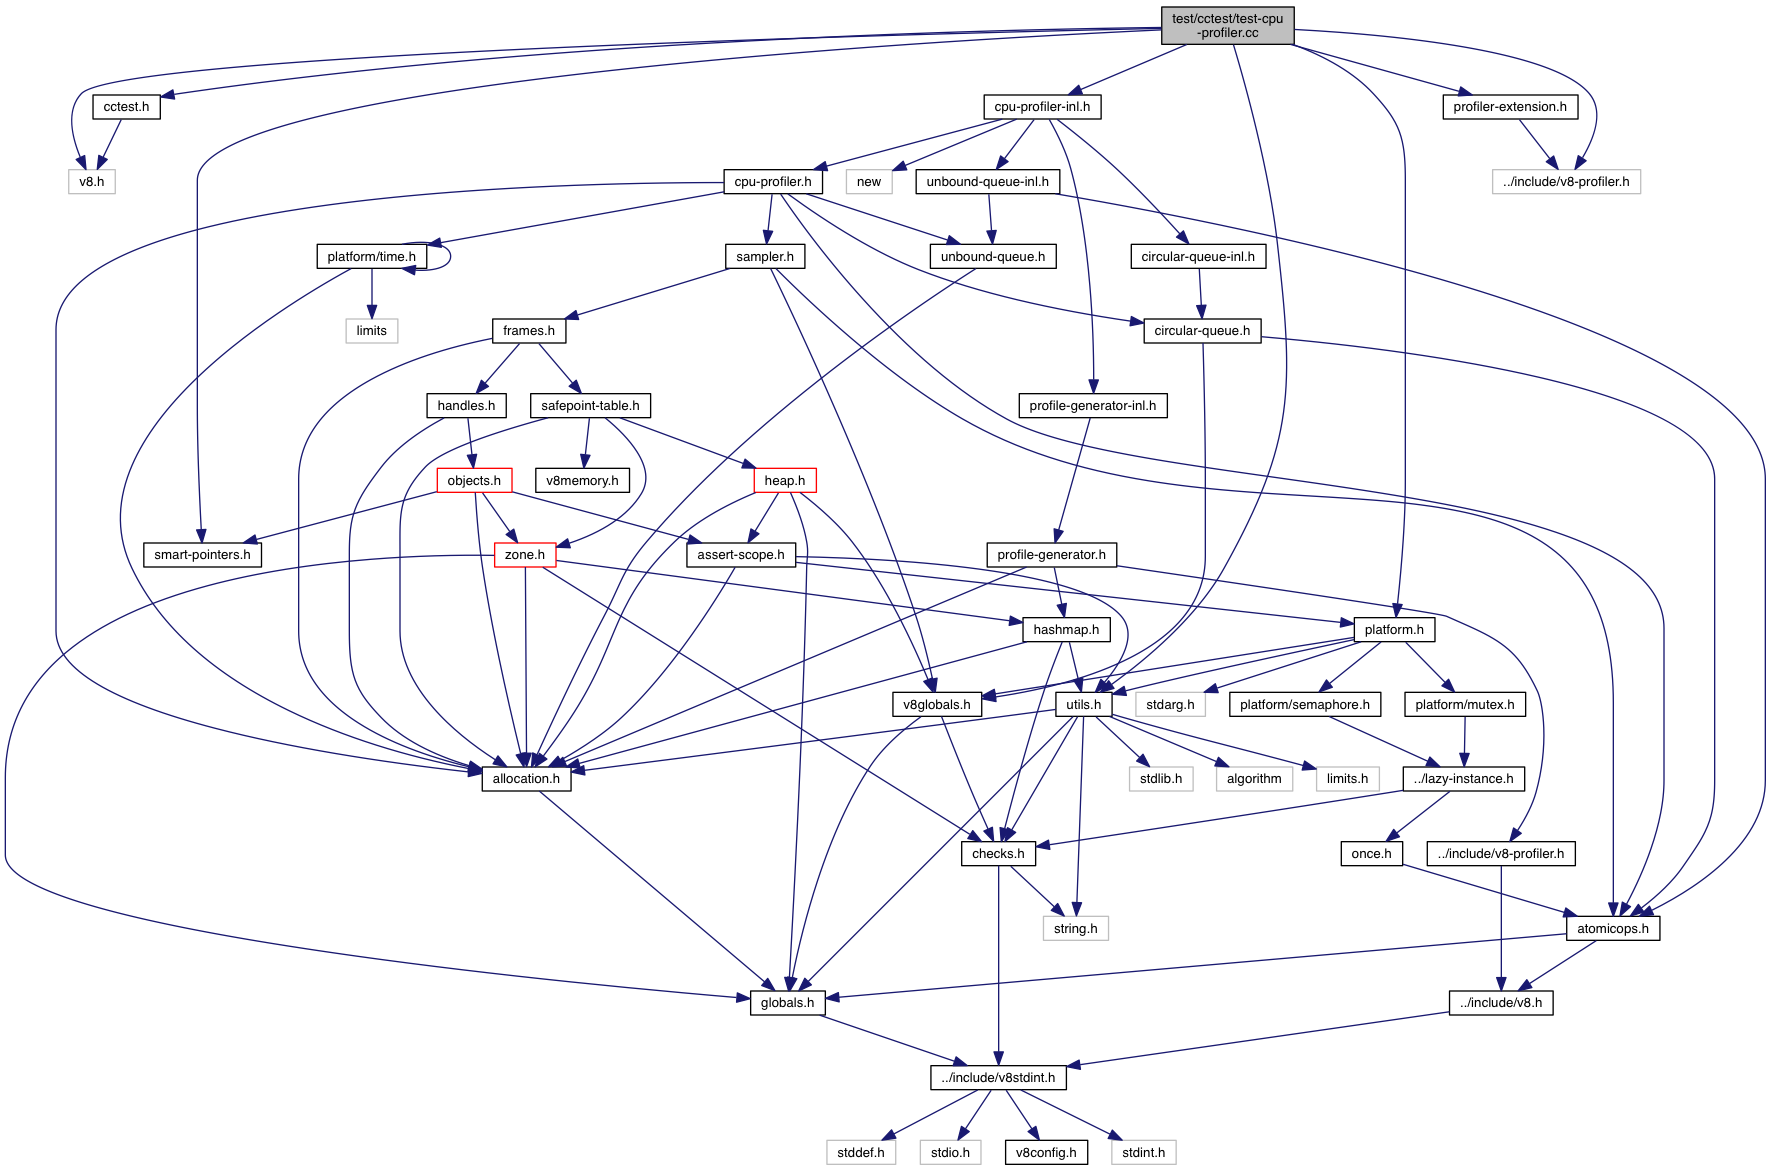 test/cctest/test-cpu
-profiler.cc
cctest.h
cpu-profiler-inl.h
profiler-extension.h
v8.h
cpu-profiler.h
new
unbound-queue-inl.h
../include/v8-profiler.h
platform/time.h
sampler.h
unbound-queue.h
circular-queue-inl.h
limits
frames.h
circular-queue.h
handles.h
safepoint-table.h
profile-generator-inl.h
objects.h
v8memory.h
heap.h
smart-pointers.h
zone.h
assert-scope.h
profile-generator.h
hashmap.h
platform.h
v8globals.h
utils.h
stdarg.h
platform/semaphore.h
platform/mutex.h
allocation.h
stdlib.h
algorithm
limits.h
../lazy-instance.h
checks.h
once.h
../include/v8-profiler.h
string.h
atomicops.h
globals.h
../include/v8.h
../include/v8stdint.h
stddef.h
stdio.h
v8config.h
stdint.h